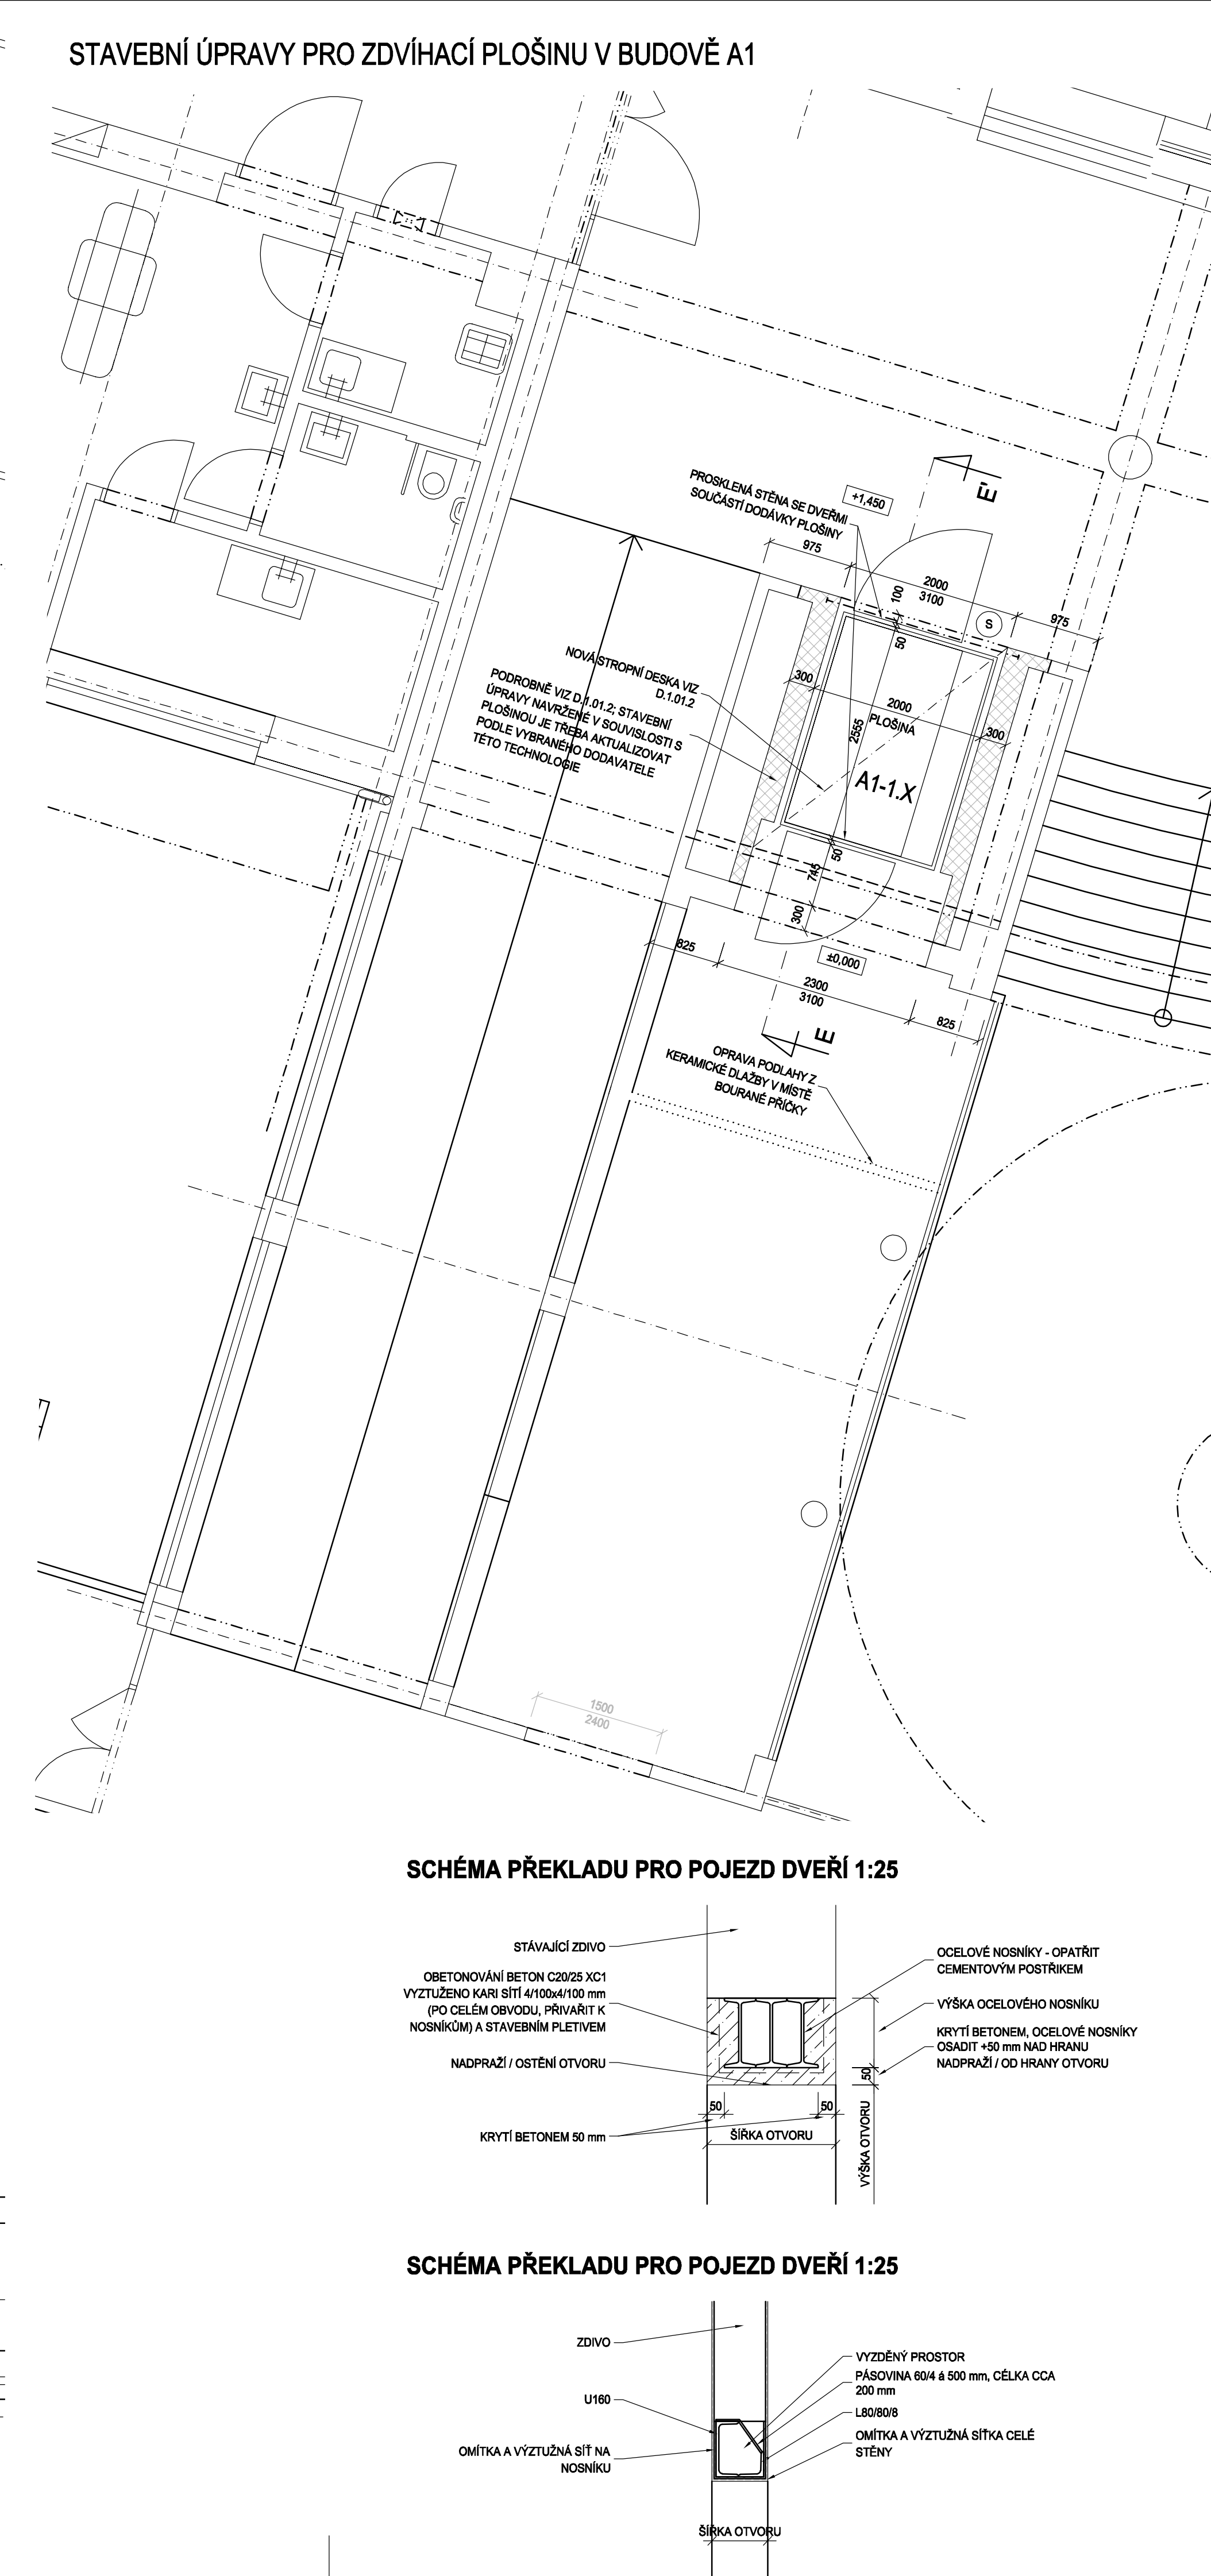 STAVEBNÍ ÚPRAVY PRO ZDVÍHACÍ PLOŠINU V BUDOVĚ A1
PROSKLENÁ STĚNA SE DVEŘMI
SOUČÁSTÍ DODÁVKY PLOŠINY
+1,450
E'
975
2000
3100
975
100
50
S
NOVÁ STROPNÍ DESKA VIZ
D.1.01.2
PODROBNĚ VIZ D.1.01.2; STAVEBNÍ
ÚPRAVY NAVRŽENÉ V SOUVISLOSTI S
PLOŠINOU JE TŘEBA AKTUALIZOVAT
PODLE VYBRANÉHO DODAVATELE
TÉTO TECHNOLOGIE
300
2000
PLOŠINA
300
2555
A1-1.X
50
745
300
±0,000
825
2300
3100
825
E
OPRAVA PODLAHY Z
KERAMICKÉ DLAŽBY V MÍSTĚ
BOURANÉ PŘÍČKY
1500
2400
SCHÉMA PŘEKLADU PRO POJEZD DVEŘÍ 1:25
STÁVAJÍCÍ ZDIVO
OBETONOVÁNÍ BETON C20/25 XC1
VYZTUŽENO KARI SÍTÍ 4/100x4/100 mm
(PO CELÉM OBVODU, PŘIVAŘIT K
NOSNÍKŮM) A STAVEBNÍM PLETIVEM
NADPRAŽÍ / OSTĚNÍ OTVORU
KRYTÍ BETONEM 50 mm
OCELOVÉ NOSNÍKY - OPATŘIT
CEMENTOVÝM POSTŘIKEM
VÝŠKA OCELOVÉHO NOSNÍKU
KRYTÍ BETONEM, OCELOVÉ NOSNÍKY
OSADIT +50 mm NAD HRANU
NADPRAŽÍ / OD HRANY OTVORU
50
50
50
ŠÍŘKA OTVORU
VÝŠKA OTVORU
SCHÉMA PŘEKLADU PRO POJEZD DVEŘÍ 1:25
ZDIVO
U160
OMÍTKA A VÝZTUŽNÁ SÍŤ NA
NOSNÍKU
VYZDĚNÝ PROSTOR
PÁSOVINA 60/4 á 500 mm, CÉLKA CCA
200 mm
L80/80/8
OMÍTKA A VÝZTUŽNÁ SÍŤKA CELÉ
STĚNY
ŠÍŘKA OTVORU